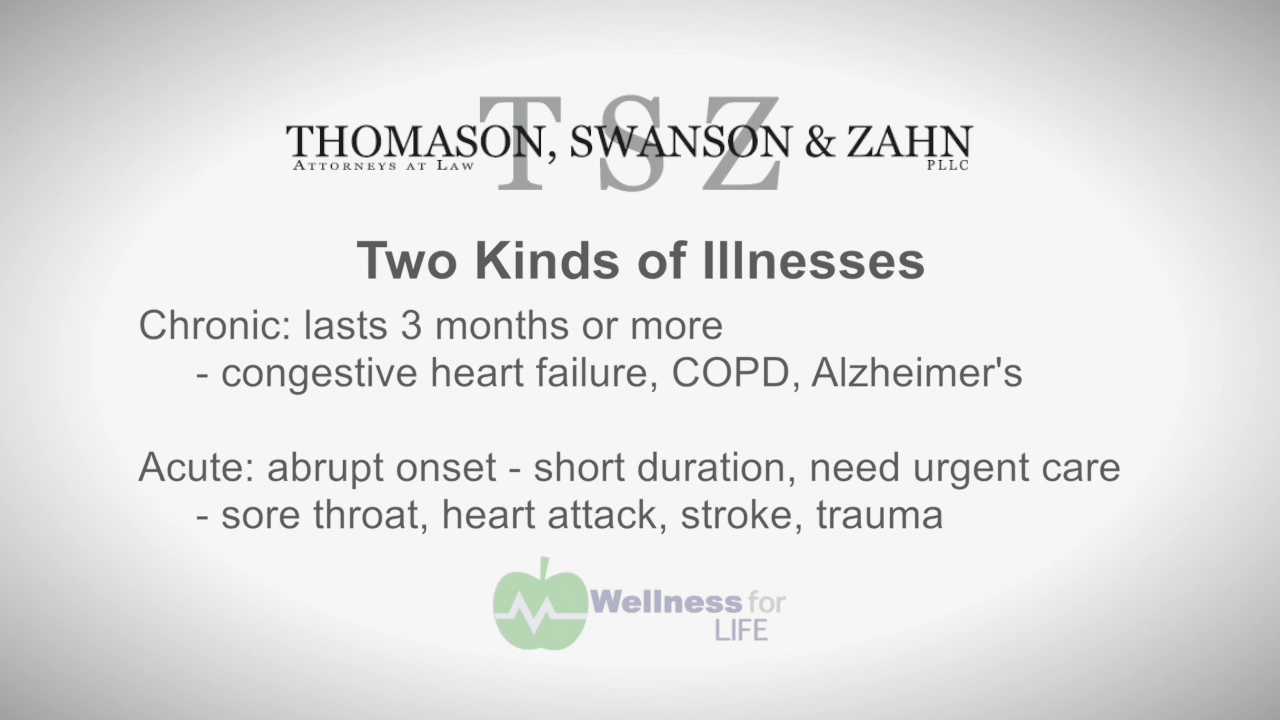 T S Z
THOMASON, SWANSON & ZAHN
ATTORNEYS AT LAW PLLC
Two Kinds of Illnesses
Chronic: lasts 3 months or more
- congestive heart failure, COPD, Alzheimer's
Acute: abrupt onset - short duration, need urgent care
- sore throat, heart attack, stroke, trauma
Wellness for
LIFE